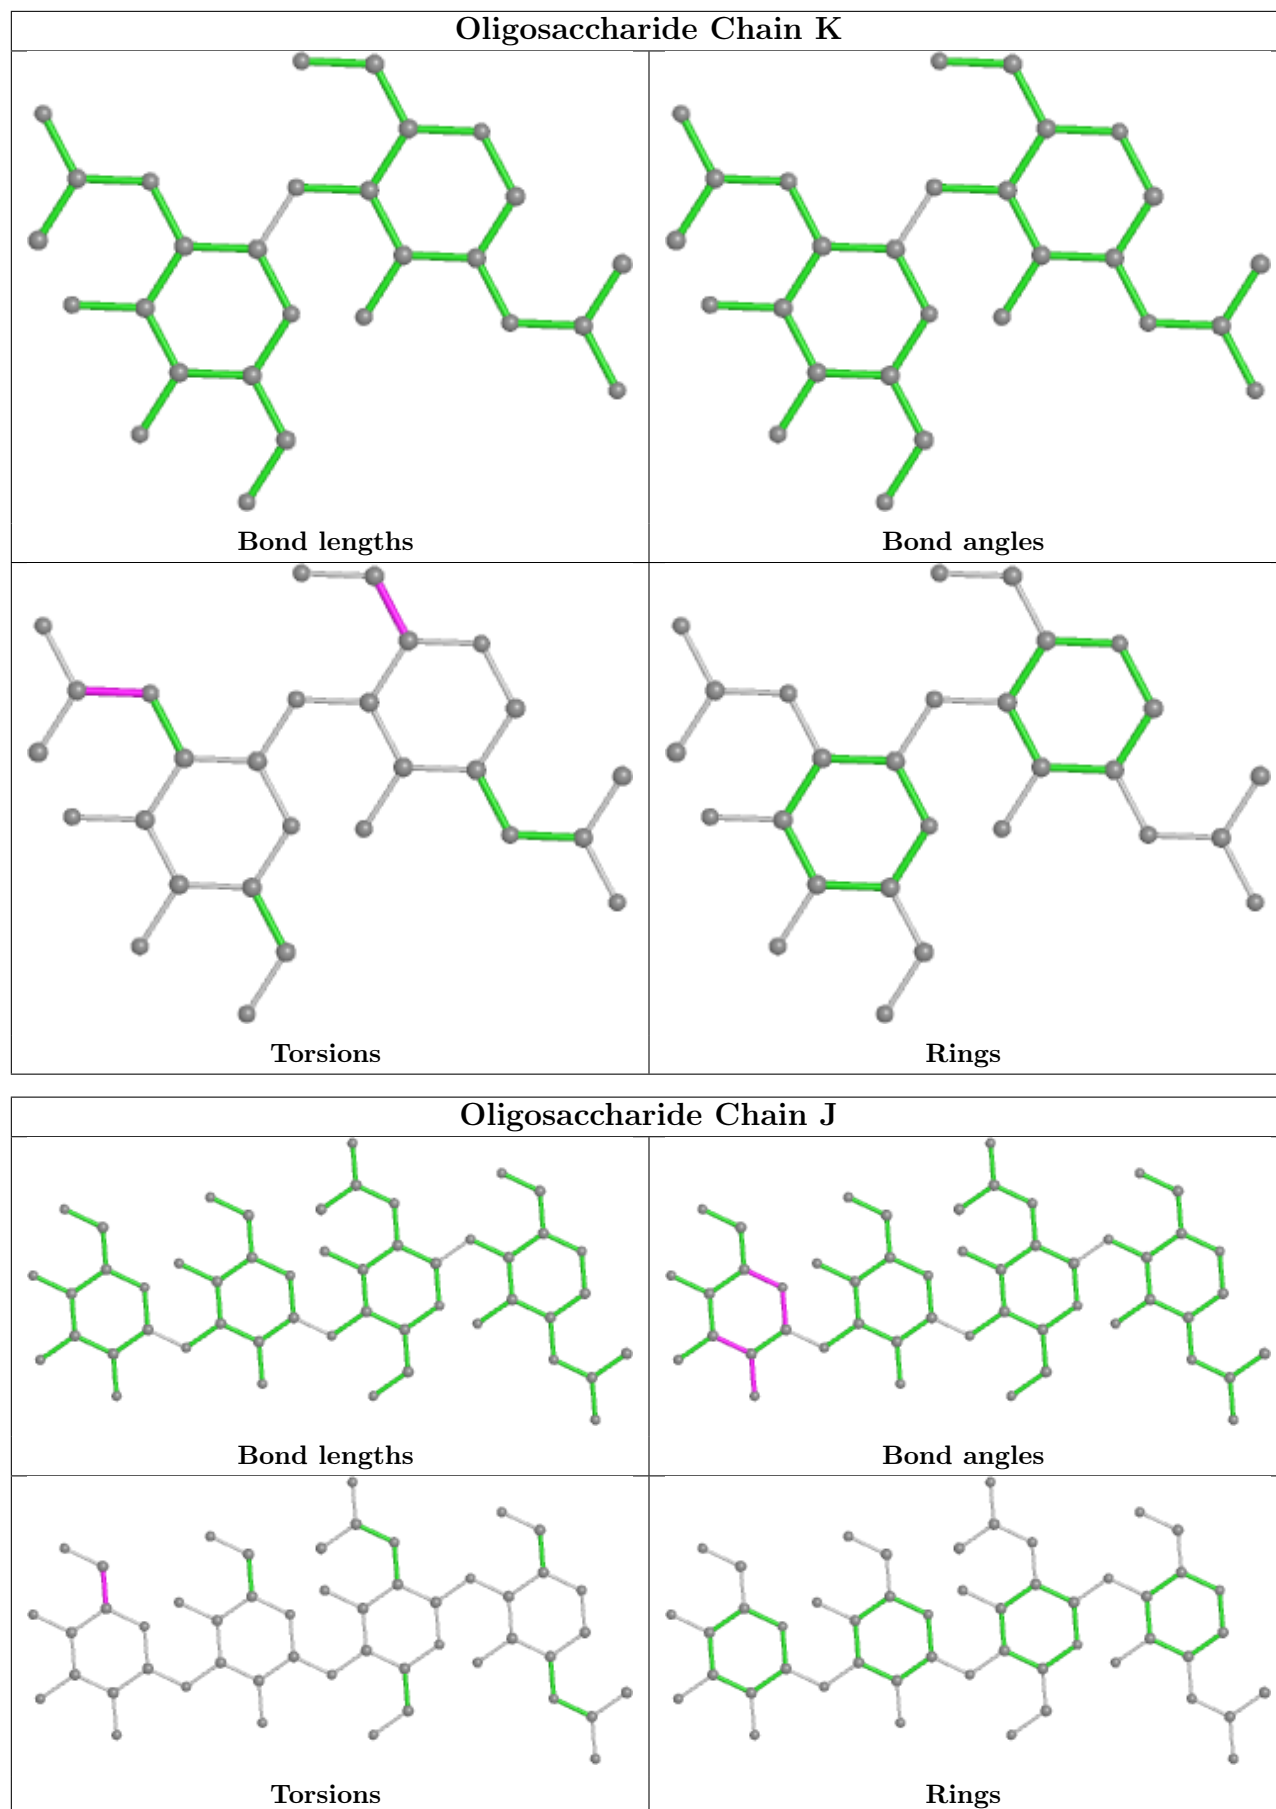 Oligosaccharide Chain K
Bond lengths
Bond angles
Torsions
Rings
Oligosaccharide Chain J
Bond lengths
Bond angles
Torsions
Rings